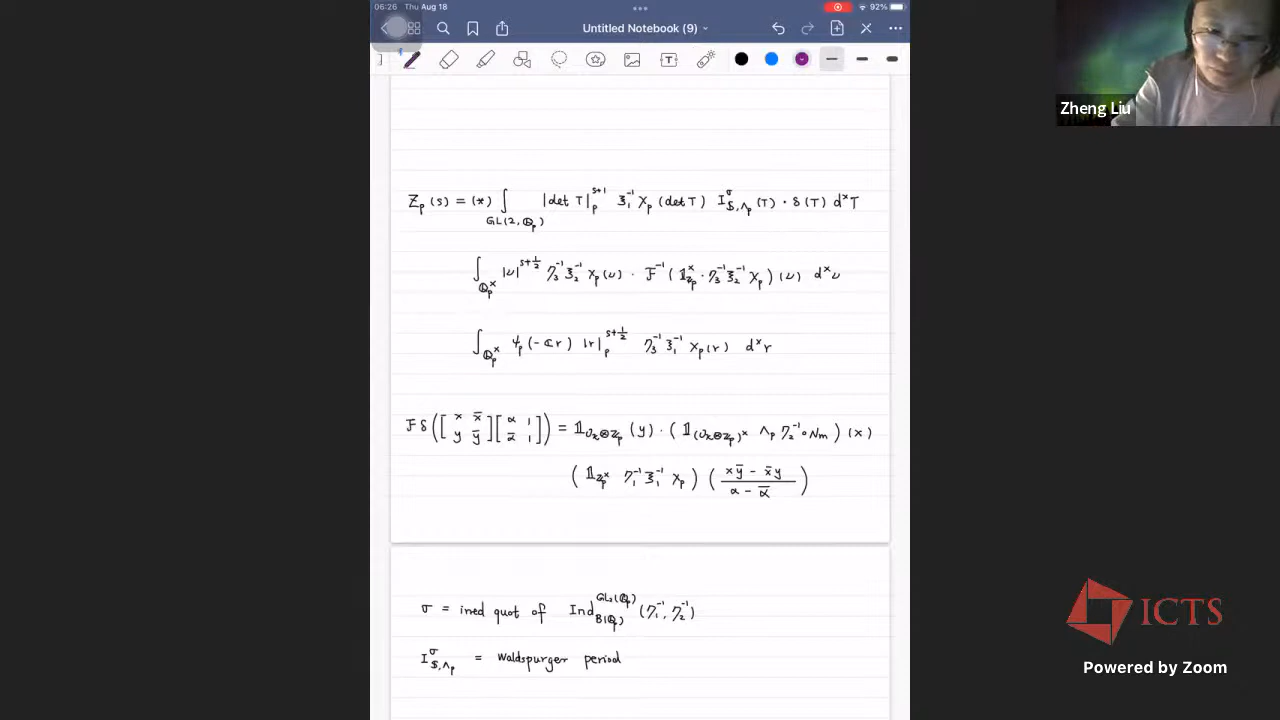 06:26 Thu Aug 18
92%
Untitled Notebook (9)
Zheng Liu
Z_p(s) = (*) ∫_{GL(2, ℚ_p)} |det T|_p^{s+1} ξ_1^{-1} χ_p (det T) I^σ_{𝕊,Λ_p} (T) · δ(T) d^×T
∫_{ℚ_p^×} |ν|^{s+1/2} η_3^{-1} ξ_2^{-1} χ_p(ν) · F^{-1} (𝟙_{ℤ_p^×} · η_3^{-1} ξ_2^{-1} χ_p) (ν) d^×ν
∫_{ℚ_p^×} ψ_p (-ℂr) |r|_p^{s+1/2} η_3^{-1} ξ_1^{-1} χ_p(r) d^×r
Fδ ([x x̄; y ȳ] [α 1; ᾱ 1]) = 𝟙_{O_𝒦⊗ℤ_p} (y) · (𝟙_{(O_𝒦⊗ℤ_p)^×} Λ_p η_2^{-1} ∘ Nm) (x)
(𝟙_{ℤ_p^×} η_1^{-1} ξ_1^{-1} χ_p) ((xȳ - x̄y)/(α - ᾱ))
σ = irred quot of Ind_{B(ℚ_p)}^{GL_2(ℚ_p)} (η_1^{-1}, η_2^{-1})
I^σ_{𝕊,Λ_p} = Waldspurger period
ICTS
Powered by Zoom